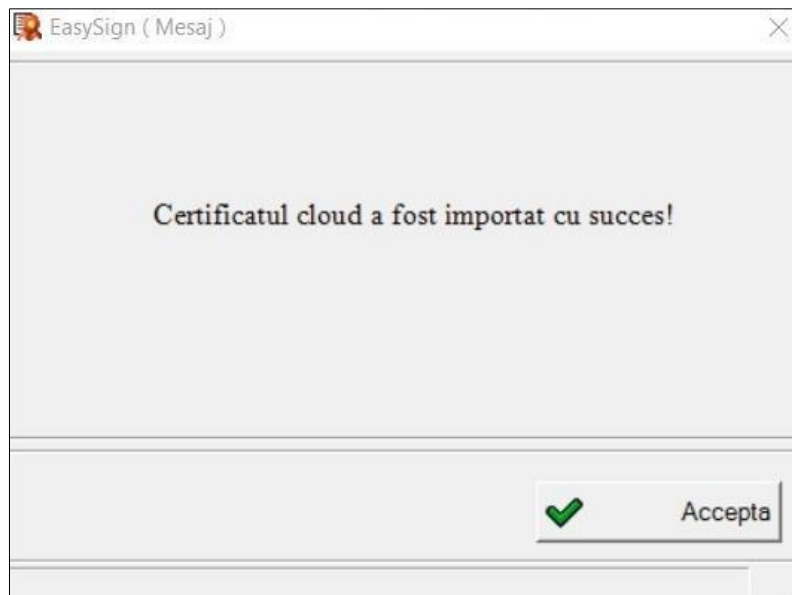 EasySign ( Mesaj )
Certificatul cloud a fost importat cu succes!
Accepta